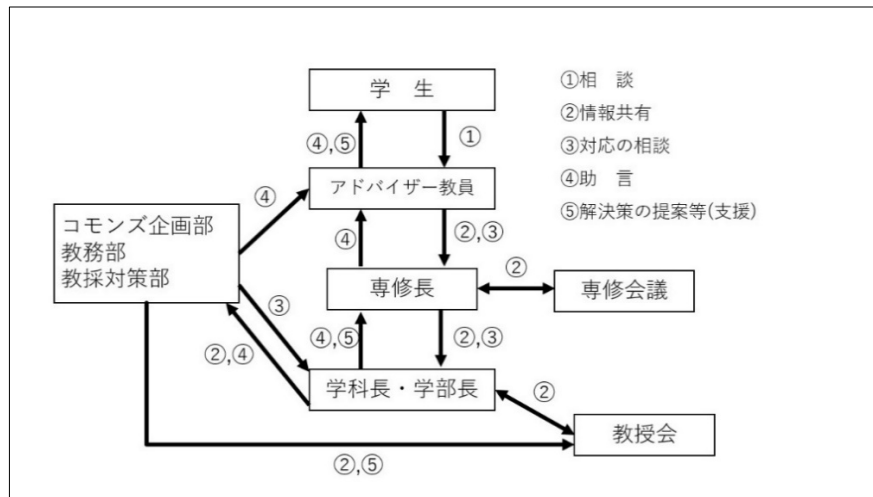 学　生
①相　談
②情報共有
③対応の相談
④助　言
⑤解決策の提案等(支援)
④,⑤
①
アドバイザー教員
④
コモンズ企画部
教務部
教採対策部
④
②,③
専修長
②
専修会議
③
②,④
④,⑤
②,③
学科長・学部長
②
教授会
②,⑤